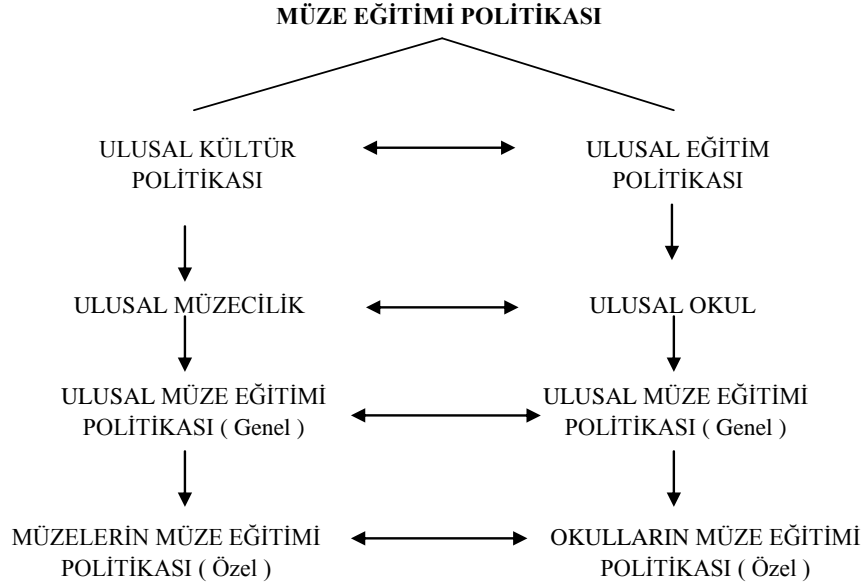 MÜZE EĞİTİMİ POLİTİKASI
ULUSAL KÜLTÜR
POLİTİKASI
ULUSAL EĞİTİM
POLİTİKASI
ULUSAL MÜZECİLİK
ULUSAL OKUL
ULUSAL MÜZE EĞİTİMİ
POLİTİKASI ( Genel )
ULUSAL MÜZE EĞİTİMİ
POLİTİKASI ( Genel )
MÜZELERİN MÜZE EĞİTİMİ
POLİTİKASI ( Özel )
OKULLARIN MÜZE EĞİTİMİ
POLİTİKASI ( Özel )